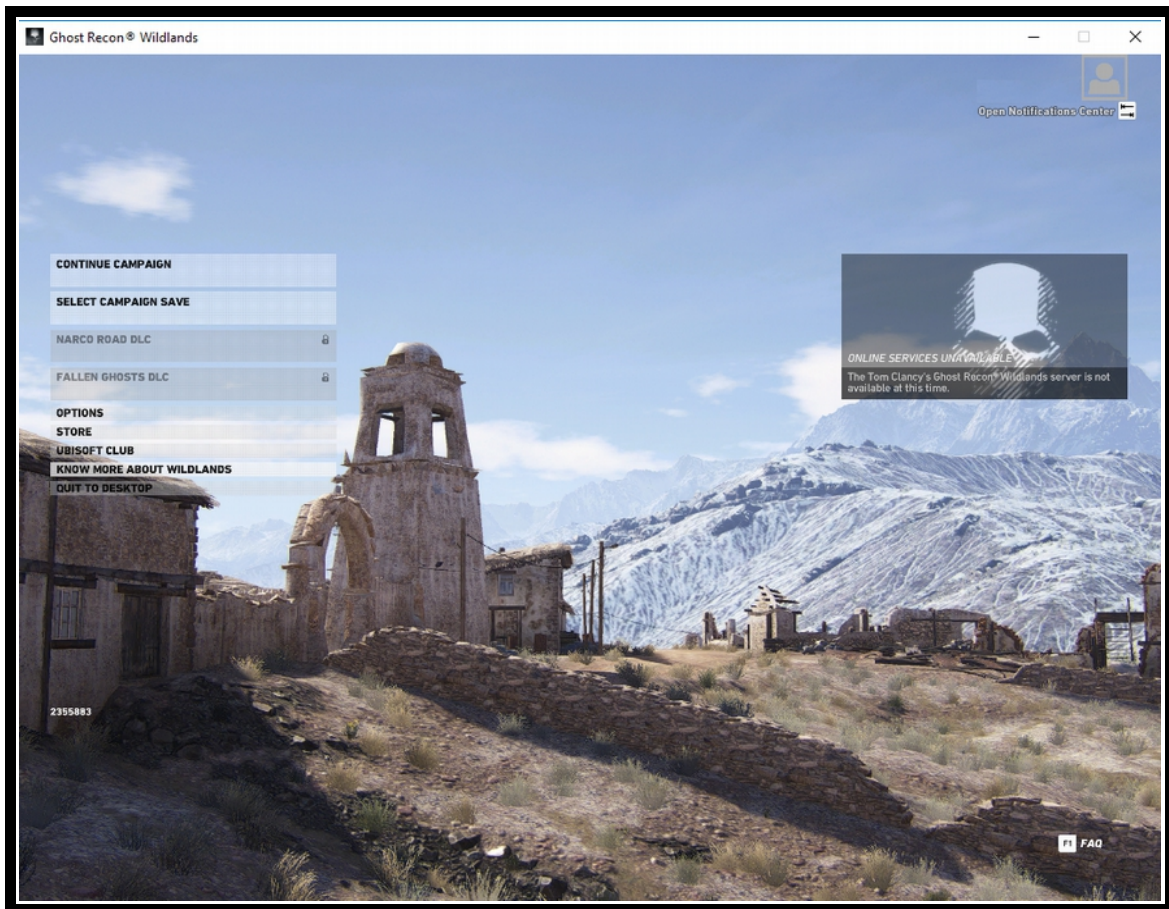 Ghost Recon® Wildlands
Open Notifications Center
CONTINUE CAMPAIGN
SELECT CAMPAIGN SAVE
NARCO ROAD DLC
FALLEN GHOSTS DLC
OPTIONS
STORE
UBISOFT CLUB
KNOW MORE ABOUT WILDLANDS
QUIT TO DESKTOP
ONLINE SERVICES UNAVAILABLE
The Tom Clancy's Ghost Recon® Wildlands server is not
available at this time.
2355883
F1 FAQ